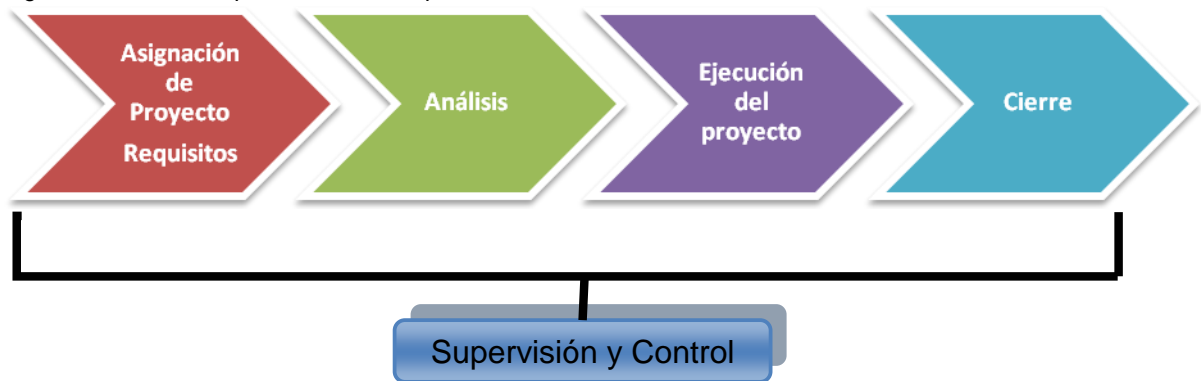 Asignación
de
Proyecto
Requisitos
Análisis
Ejecución
del
proyecto
Cierre
Supervisión y Control